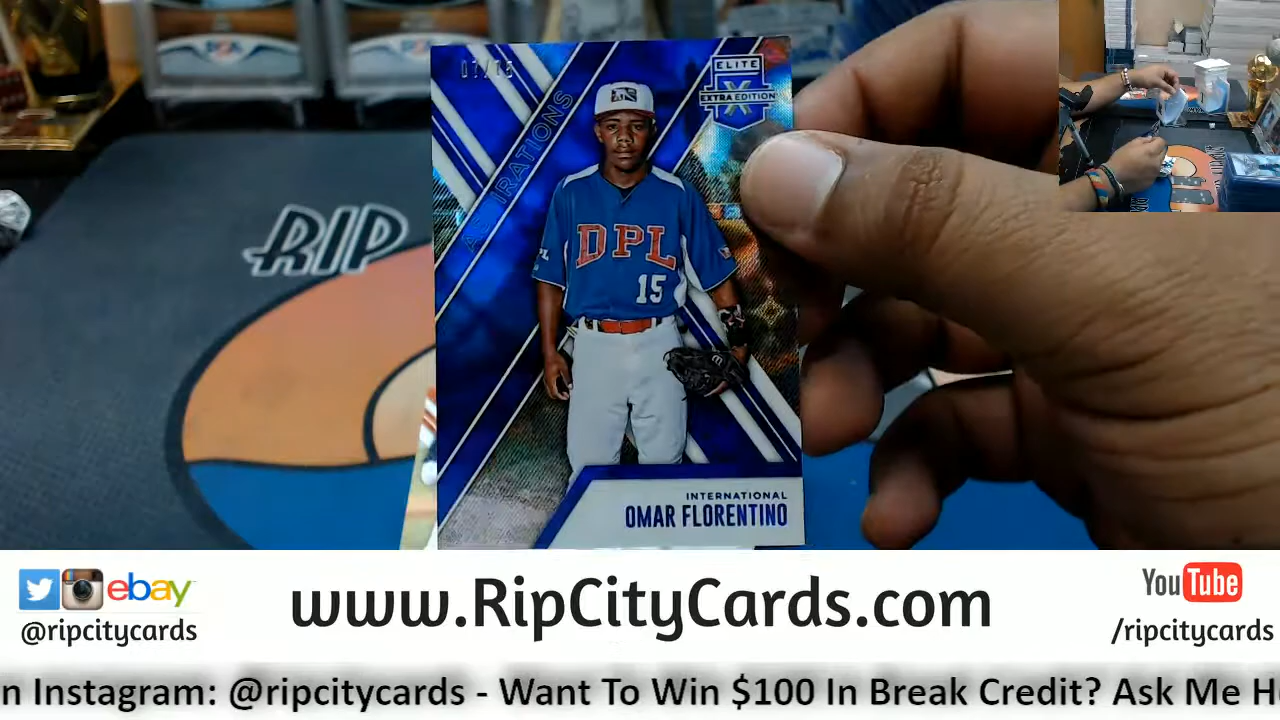 ELITE
X
EXTRA EDITION
ASPIRATIONS
DPL
15
INTERNATIONAL
OMAR FLORENTINO
RIP
ebay
@ripcitycards
www.RipCityCards.com
YouTube
/ripcitycards
n Instagram: @ripcitycards - Want To Win $100 In Break Credit? Ask Me H